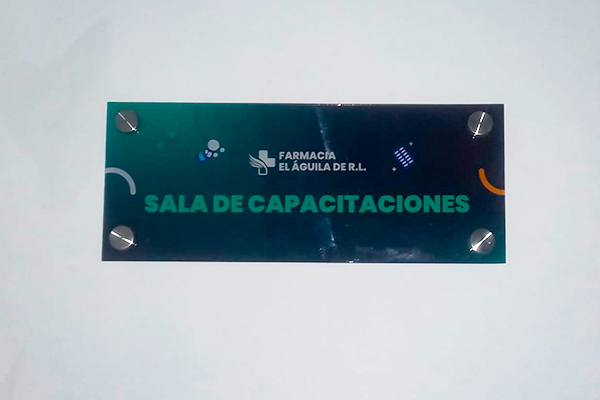 FARMACIA
EL ÁGUILA DE R.L.
SALA DE CAPACITACIONES